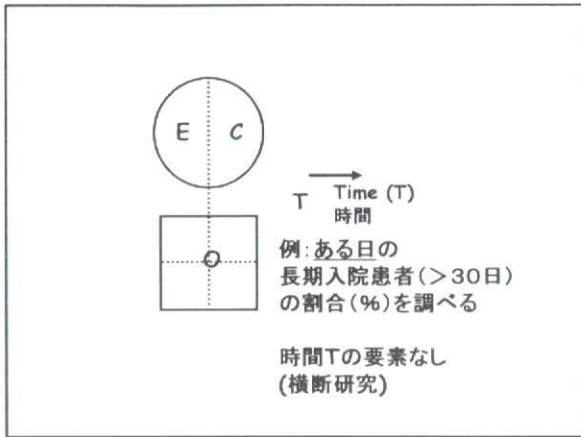 E C
T Time (T)
時間
O
例:ある日の
長期入院患者(>30日)
の割合(%)を調べる
時間Tの要素なし
(横断研究)